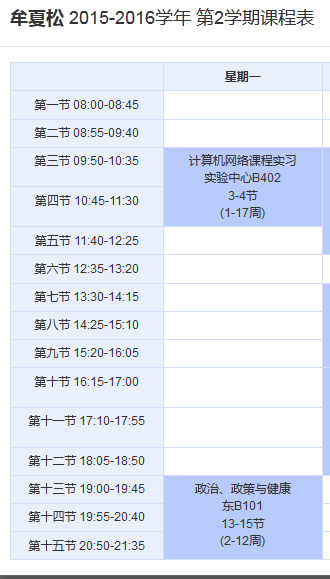 牟夏松 2015-2016学年 第2学期课程表
星期一
第一节 08:00-08:45
第二节 08:55-09:40
第三节 09:50-10:35
第四节 10:45-11:30
计算机网络课程实习
实验中心B402
3-4节
(1-17周)
第五节 11:40-12:25
第六节 12:35-13:20
第七节 13:30-14:15
第八节 14:25-15:10
第九节 15:20-16:05
第十节 16:15-17:00
第十一节 17:10-17:55
第十二节 18:05-18:50
第十三节 19:00-19:45
第十四节 19:55-20:40
第十五节 20:50-21:35
政治、政策与健康
东B101
13-15节
(2-12周)